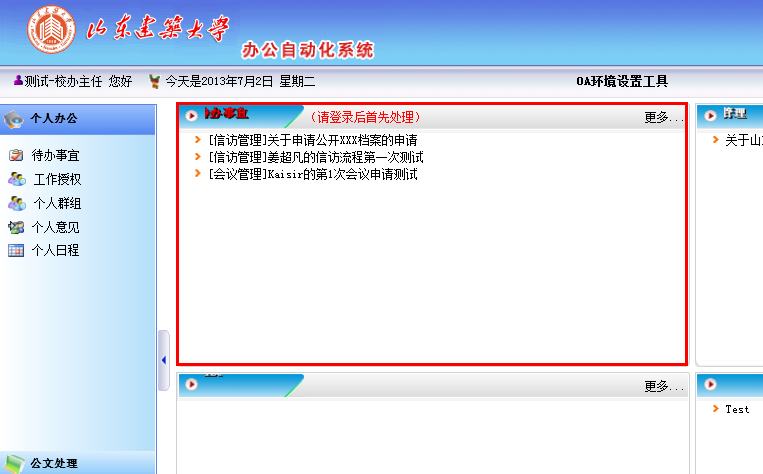 山东建筑大学
办公自动化系统
测试-校办主任 您好 今天是2013年7月2日 星期二
OA环境设置工具
个人办公
待办事宜
工作授权
个人群组
个人意见
个人日程
公文处理
办事宜 (请登录后首先处理) 更多...
[信访管理]关于申请公开XXX档案的申请
[信访管理]姜超凡的信访流程第一次测试
[会议管理]Kaisir的第1次会议申请测试
关于山
更多...
Test